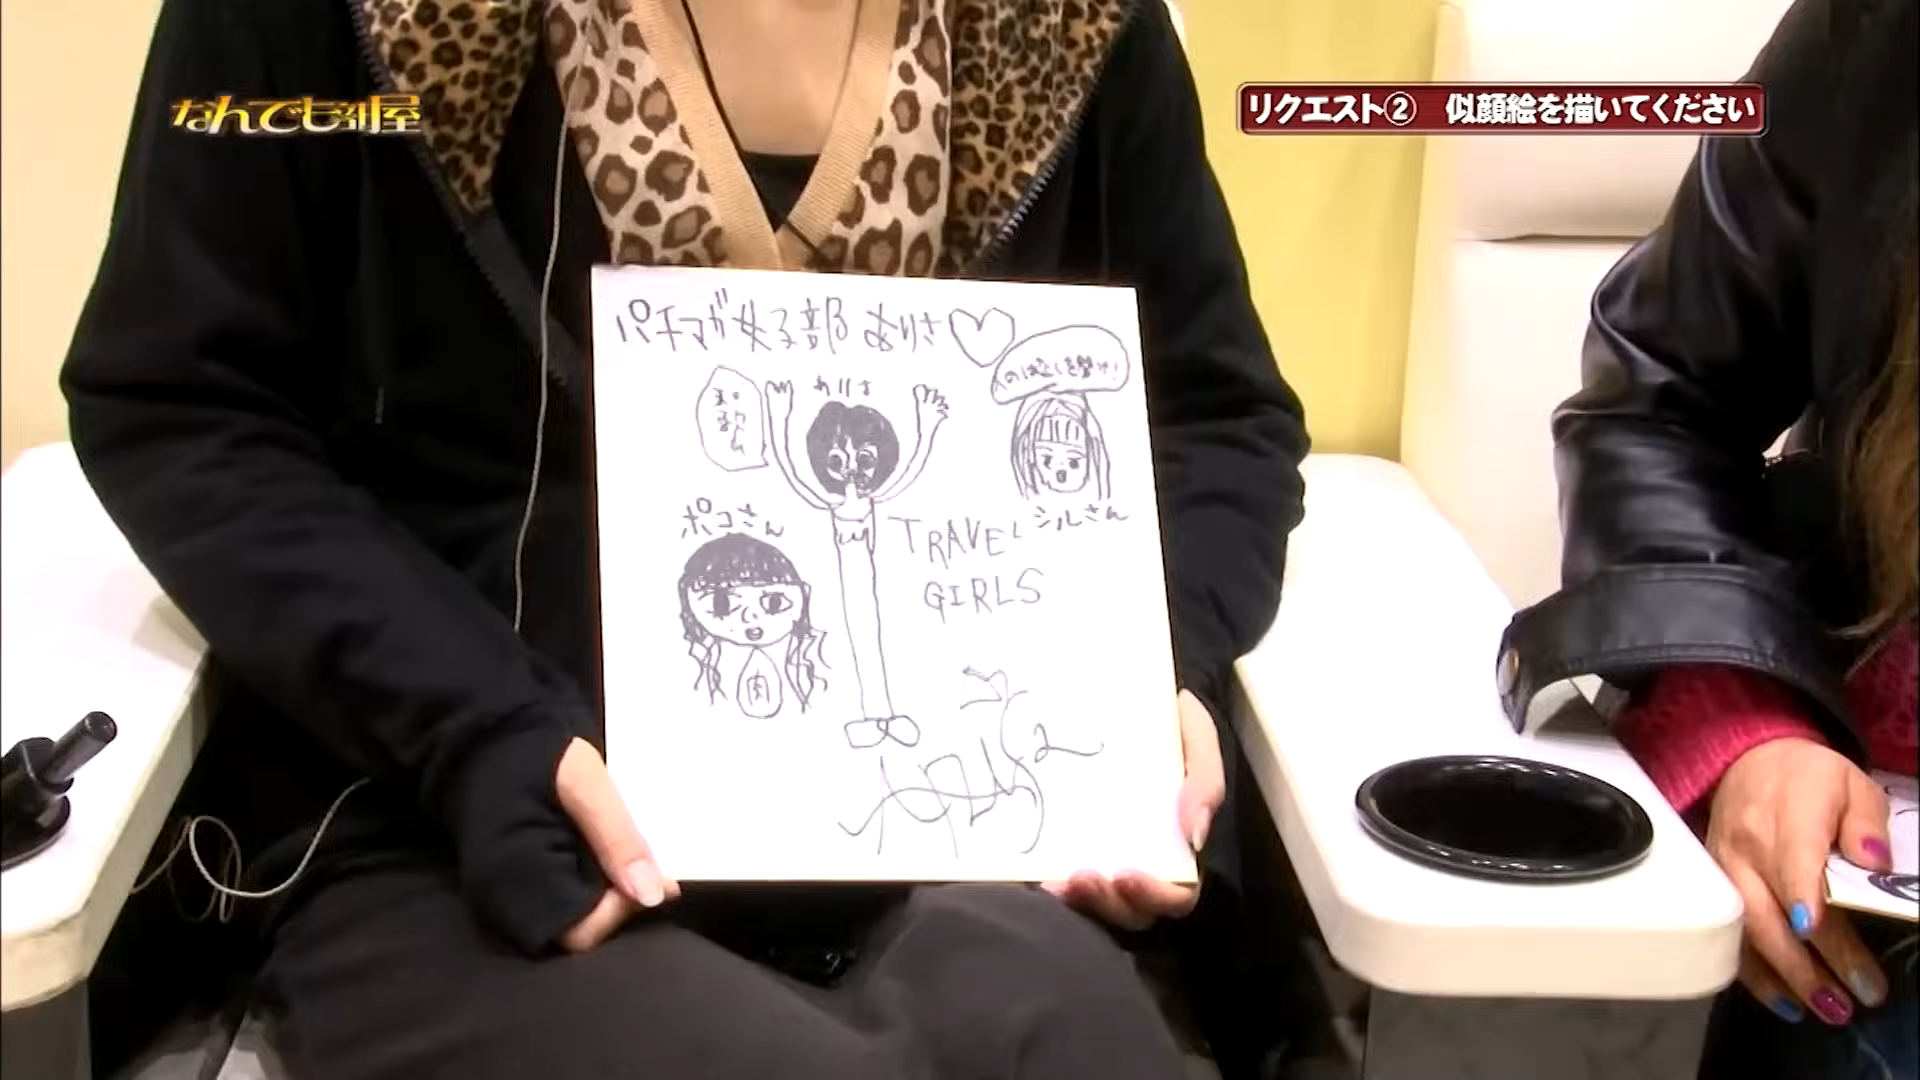 なんでも部屋
リクエスト② 似顔絵を描いてください
パチマガ女子部 ありさ♡
ありさ
ポコさん
シルさん
TRAVEL
GIRLS
肉